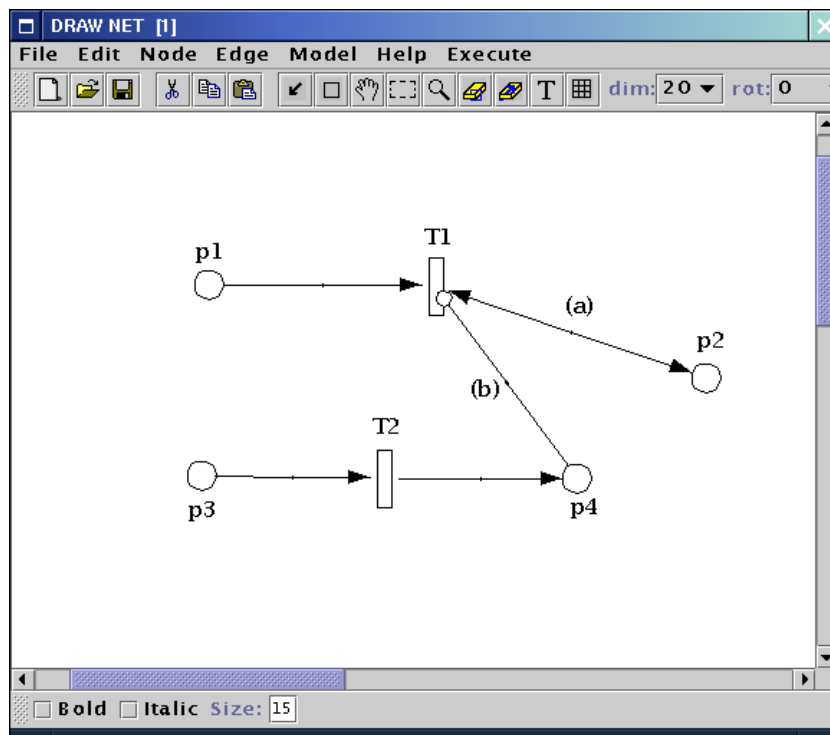 DRAW NET [1]
File Edit Node Edge Model Help Execute
T dim: 20 rot: 0
T1
p1
(a)
p2
(b)
T2
p3
p4
Bold Italic Size: 15